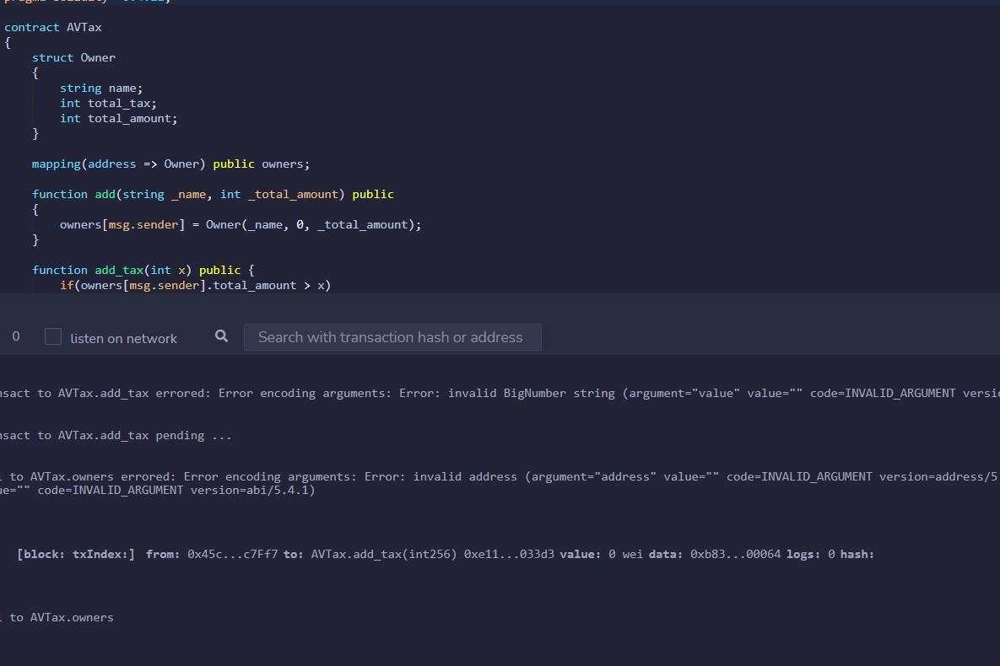 contract AVTax
{
struct Owner
{
string name;
int total_tax;
int total_amount;
}
mapping(address => Owner) public owners;
function add(string _name, int _total_amount) public
{
owners[msg.sender] = Owner(_name, 0, _total_amount);
}
function add_tax(int x) public {
if(owners[msg.sender].total_amount > x)
0 listen on network Search with transaction hash or address
nsact to AVTax.add_tax errored: Error encoding arguments: Error: invalid BigNumber string (argument="value" value="" code=INVALID_ARGUMENT versi
nsact to AVTax.add_tax pending ...
l to AVTax.owners errored: Error encoding arguments: Error: invalid address (argument="address" value="" code=INVALID_ARGUMENT version=address/5
ue="" code=INVALID_ARGUMENT version=abi/5.4.1)
[block: txIndex:] from: 0x45c...c7Ff7 to: AVTax.add_tax(int256) 0xe11...033d3 value: 0 wei data: 0xb83...00064 logs: 0 hash:
l to AVTax.owners